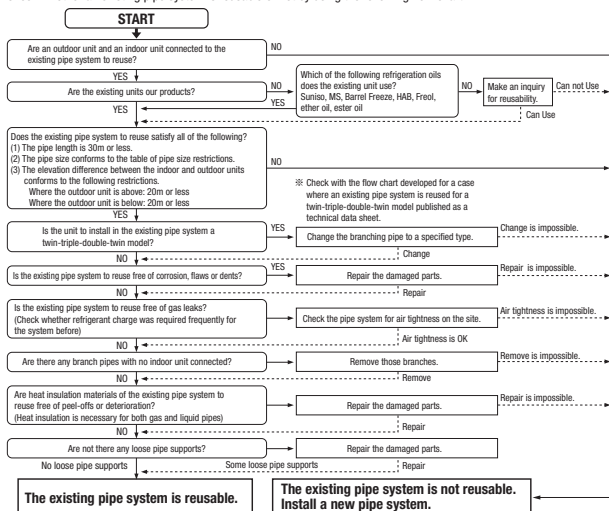 START
Are an outdoor unit and an indoor unit connected to the
existing pipe system to reuse?
NO
YES
Are the existing units our products?
NO
YES
Which of the following refrigeration oils
does the existing unit use?
Suniso, MS, Barrel Freeze, HAB, Freol,
ether oil, ester oil
NO
YES
Make an inquiry
for reusability.
Can not Use
Can Use
Does the existing pipe system to reuse satisfy all of the following?
(1) The pipe length is 30m or less.
(2) The pipe size conforms to the table of pipe size restrictions.
(3) The elevation difference between the indoor and outdoor units
conforms to the following restrictions.
Where the outdoor unit is above: 20m or less
Where the outdoor unit is below: 20m or less
NO
YES
※ Check with the flow chart developed for a case
where an existing pipe system is reused for a
twin-triple-double-twin model published as a
technical data sheet.
Is the unit to install in the existing pipe system a
twin-triple-double-twin model?
YES
NO
Change the branching pipe to a specified type.
Change is impossible.
Change
Is the existing pipe system to reuse free of corrosion, flaws or dents?
YES
NO
Repair the damaged parts.
Repair is impossible.
Repair
Is the existing pipe system to reuse free of gas leaks?
(Check whether refrigerant charge was required frequently for
the system before)
NO
Check the pipe system for air tightness on the site.
Air tightness is impossible.
Air tightness is OK
Are there any branch pipes with no indoor unit connected?
NO
Remove those branches.
Remove is impossible.
Remove
Are heat insulation materials of the existing pipe system to
reuse free of peel-offs or deterioration?
(Heat insulation is necessary for both gas and liquid pipes)
NO
Repair the damaged parts.
Repair is impossible.
Repair
Are not there any loose pipe supports?
Repair the damaged parts.
No loose pipe supports
Some loose pipe supports
Repair
The existing pipe system is reusable.
The existing pipe system is not reusable.
Install a new pipe system.